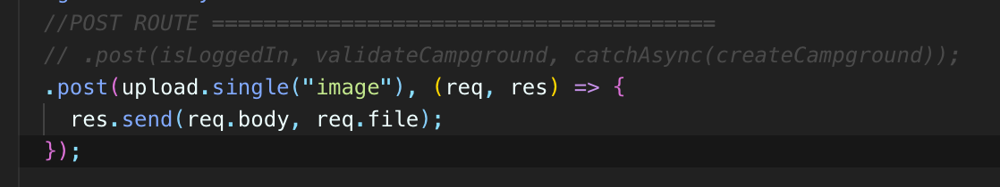 //POST ROUTE =======================================
// .post(isLoggedIn, validateCampground, catchAsync(createCampground));
.post(upload.single("image"), (req, res) => {
res.send(req.body, req.file);
});